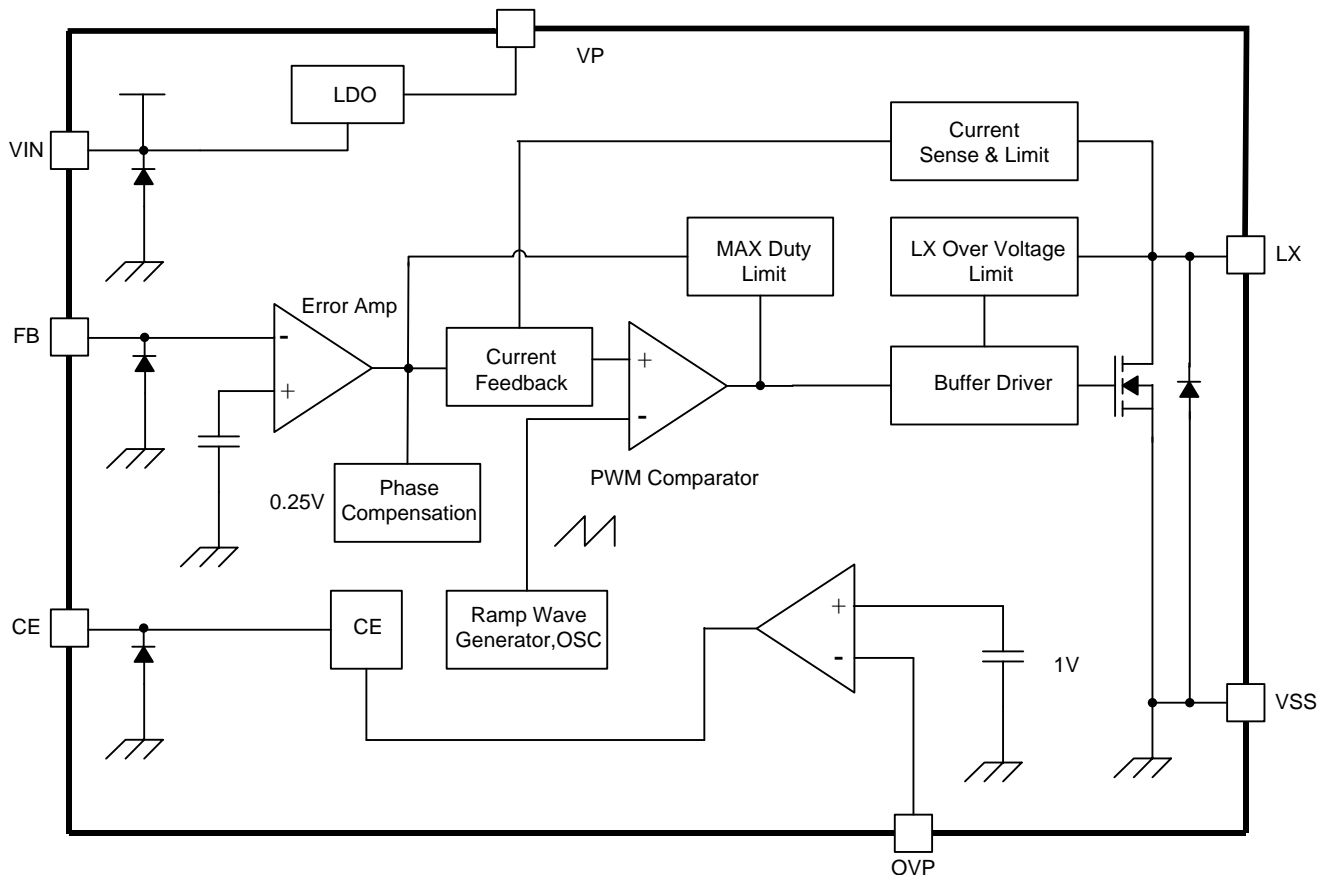 VP
LDO
VIN
Current
Sense & Limit
MAX Duty
Limit
LX Over Voltage
Limit
LX
Error Amp
FB
-
+
Current
Feedback
+
-
Buffer Driver
PWM Comparator
0.25V
Phase
Compensation
CE
CE
Ramp Wave
Generator,OSC
+
-
1V
VSS
OVP